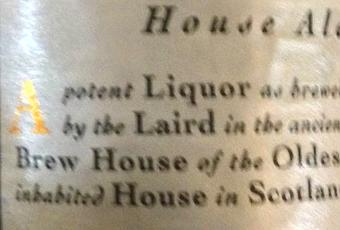 House Ale
A potent Liquor as brewe
by the Laird in the ancien
Brew House of the Oldes
inhabited House in Scotlan